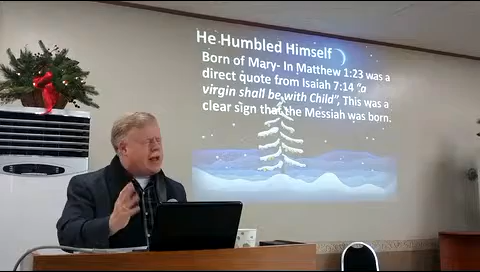 He Humbled Himself
Born of Mary- In Matthew 1:23 was a
direct quote from Isaiah 7:14 "a
virgin shall be with Child", This was a
clear sign that the Messiah was born.